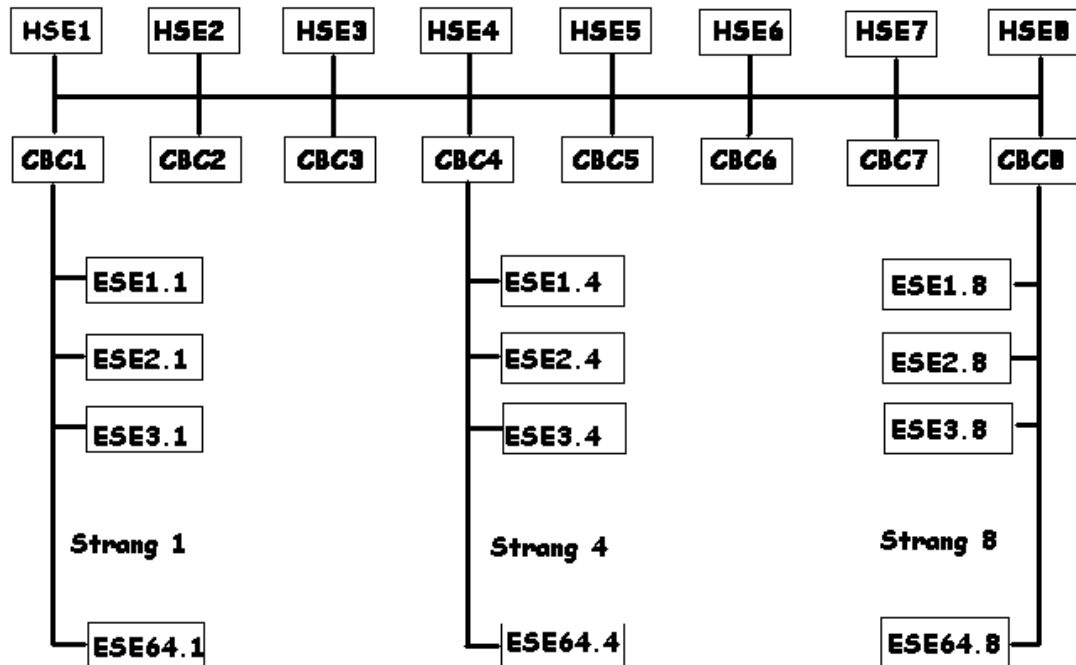 HSE1 HSE2 HSE3 HSE4 HSE5 HSE6 HSE7 HSE8
CBC1 CBC2 CBC3 CBC4 CBC5 CBC6 CBC7 CBC8
ESE1.1 ESE1.4 ESE1.8
ESE2.1 ESE2.4 ESE2.8
ESE3.1 ESE3.4 ESE3.8
Strang 1 Strang 4 Strang 8
ESE64.1 ESE64.4 ESE64.8